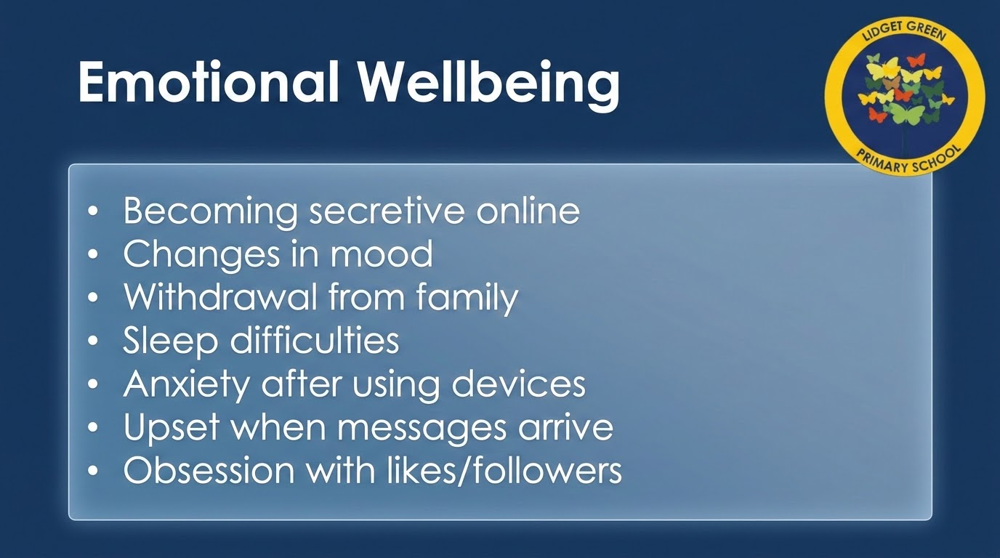 LIDGET GREEN
PRIMARY SCHOOL
Emotional Wellbeing
• Becoming secretive online
• Changes in mood
• Withdrawal from family
• Sleep difficulties
• Anxiety after using devices
• Upset when messages arrive
• Obsession with likes/followers